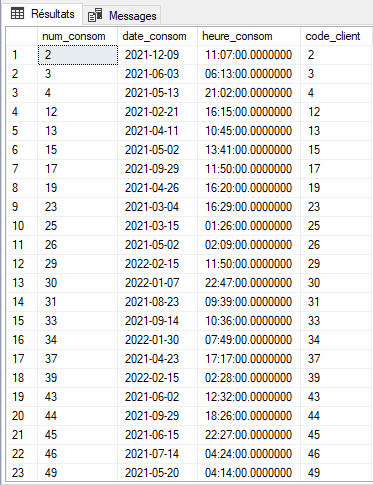 Résultats Messages
num_consom date_consom heure_consom code_client
1 2 2021-12-09 11:07:00.0000000 2
2 3 2021-06-03 06:13:00.0000000 3
3 4 2021-05-13 21:02:00.0000000 4
4 12 2021-02-21 16:15:00.0000000 12
5 13 2021-04-11 10:45:00.0000000 13
6 15 2021-05-02 13:41:00.0000000 15
7 17 2021-09-29 11:50:00.0000000 17
8 19 2021-04-26 16:20:00.0000000 19
9 23 2021-03-04 16:29:00.0000000 23
10 25 2021-03-15 01:26:00.0000000 25
11 26 2021-05-02 02:09:00.0000000 26
12 29 2022-02-15 11:50:00.0000000 29
13 30 2022-01-07 22:47:00.0000000 30
14 31 2021-08-23 09:39:00.0000000 31
15 33 2021-09-14 10:36:00.0000000 33
16 34 2022-01-30 07:49:00.0000000 34
17 37 2021-04-23 17:17:00.0000000 37
18 39 2022-02-15 02:28:00.0000000 39
19 43 2021-06-02 12:32:00.0000000 43
20 44 2021-09-29 18:26:00.0000000 44
21 45 2021-06-15 22:27:00.0000000 45
22 46 2021-07-14 04:24:00.0000000 46
23 49 2021-05-20 04:14:00.0000000 49